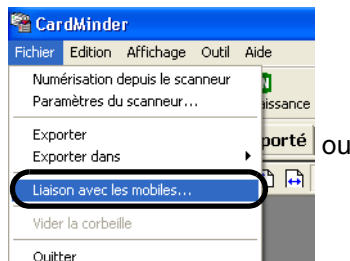 CardMinder
Fichier Edition Affichage Outil Aide
Numérisation depuis le scanneur
Paramètres du scanneur...
issance
Exporter
porté
ou
Exporter dans
Liaison avec les mobiles...
Vider la corbeille
Quitter